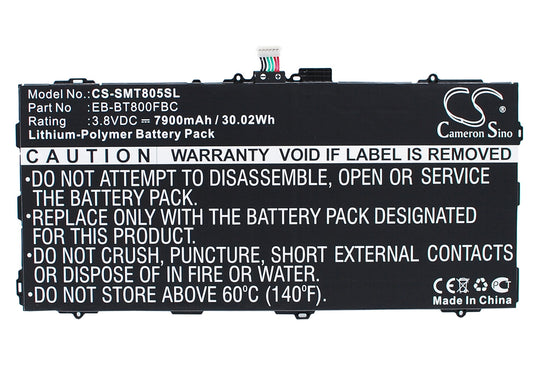 Model No : CS-SMT805SL
Part No : EB-BT800FBC
Rating : 3.8VDC ⎓ 7900mAh / 30.02Wh
Lithium-Polymer Battery Pack
CS
Cameron Sino
CAUTION WARRANTY VOID IF LABEL IS REMOVED
•DO NOT ATTEMPT TO DISASSEMBLE, OPEN OR SERVICE
THE BATTERY PACK.
•REPLACE ONLY WITH THE BATTERY PACK DESIGNATED
FOR YOUR PRODUCT.
•DO NOT CRUSH, PUNCTURE, SHORT EXTERNAL CONTACTS
OR DISPOSE OF IN FIRE OR WATER.
•DO NOT STORE ABOVE 60°C (140°F).
CE
Made In China